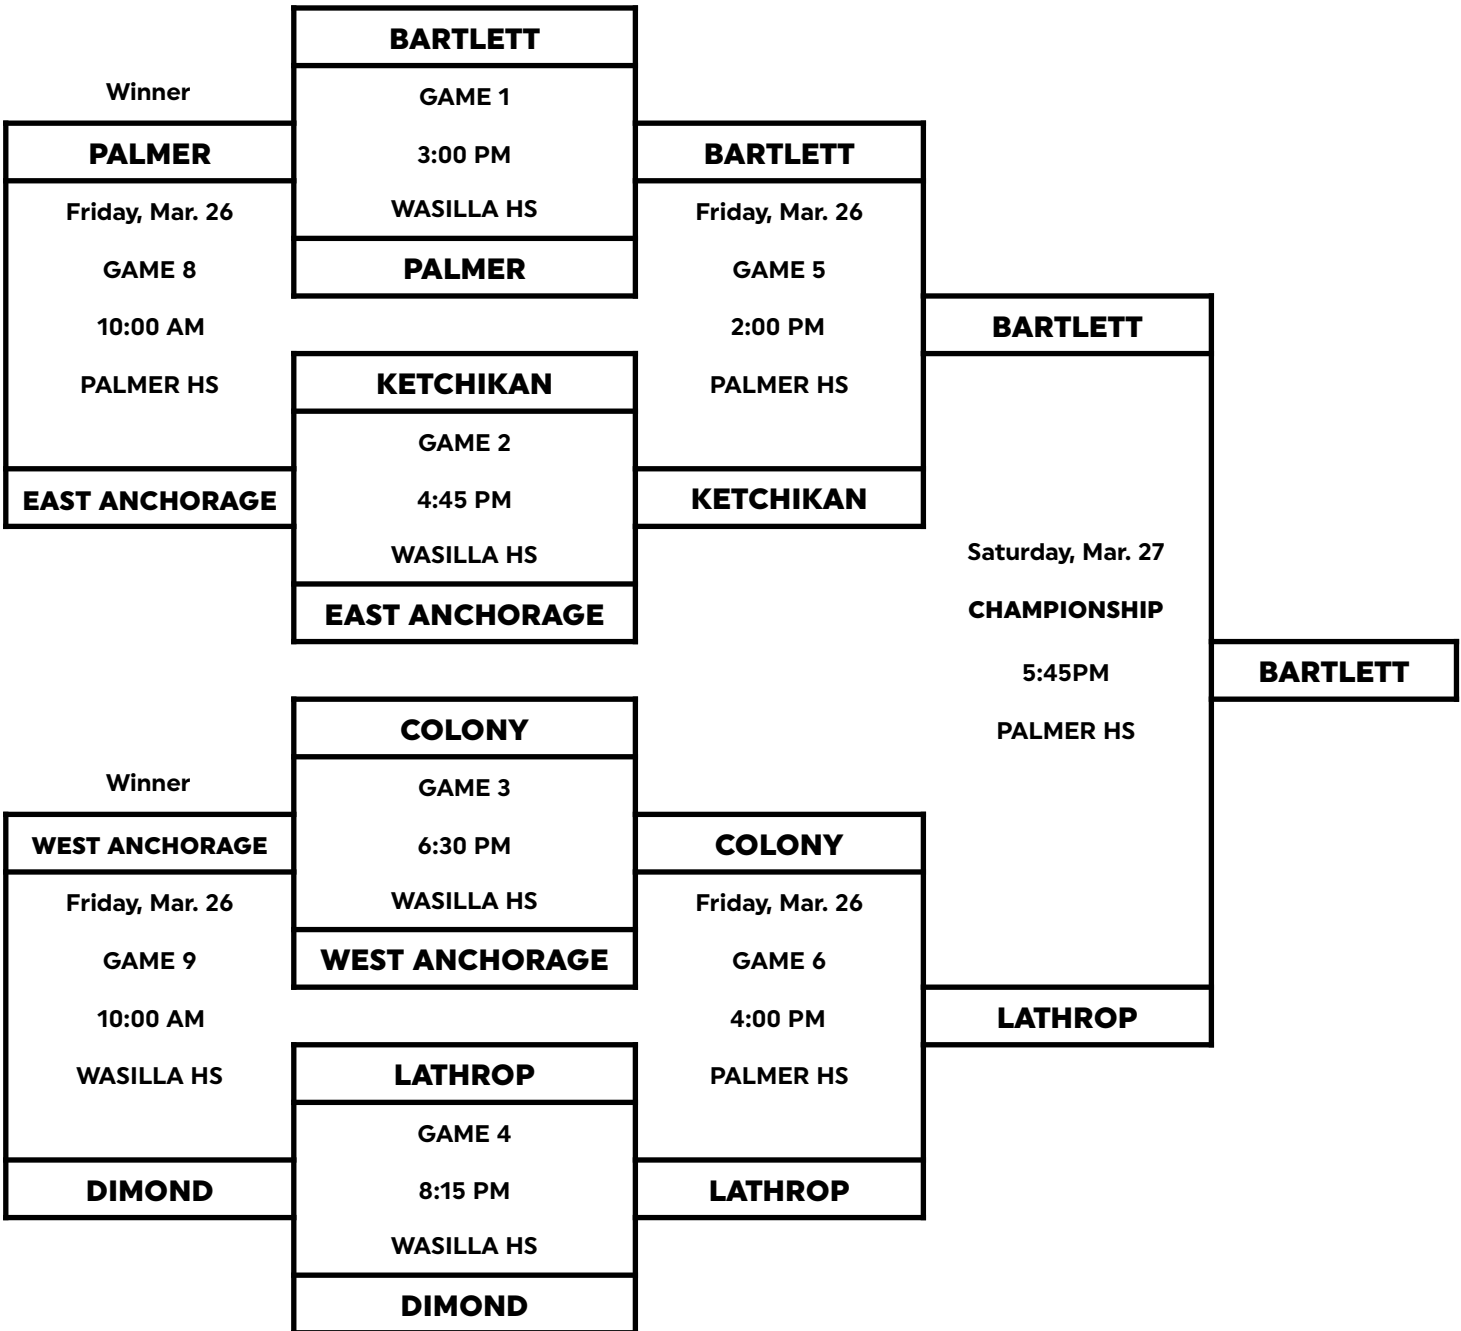 BARTLETT
Winner
GAME 1
PALMER
3:00 PM
BARTLETT
Friday, Mar. 26
WASILLA HS
Friday, Mar. 26
GAME 8
PALMER
GAME 5
10:00 AM
2:00 PM
BARTLETT
PALMER HS
KETCHIKAN
PALMER HS
GAME 2
EAST ANCHORAGE
4:45 PM
KETCHIKAN
WASILLA HS
Saturday, Mar. 27
EAST ANCHORAGE
CHAMPIONSHIP
5:45PM
BARTLETT
COLONY
PALMER HS
Winner
GAME 3
WEST ANCHORAGE
6:30 PM
COLONY
Friday, Mar. 26
WASILLA HS
Friday, Mar. 26
GAME 9
WEST ANCHORAGE
GAME 6
10:00 AM
4:00 PM
LATHROP
WASILLA HS
LATHROP
PALMER HS
GAME 4
DIMOND
8:15 PM
LATHROP
WASILLA HS
DIMOND